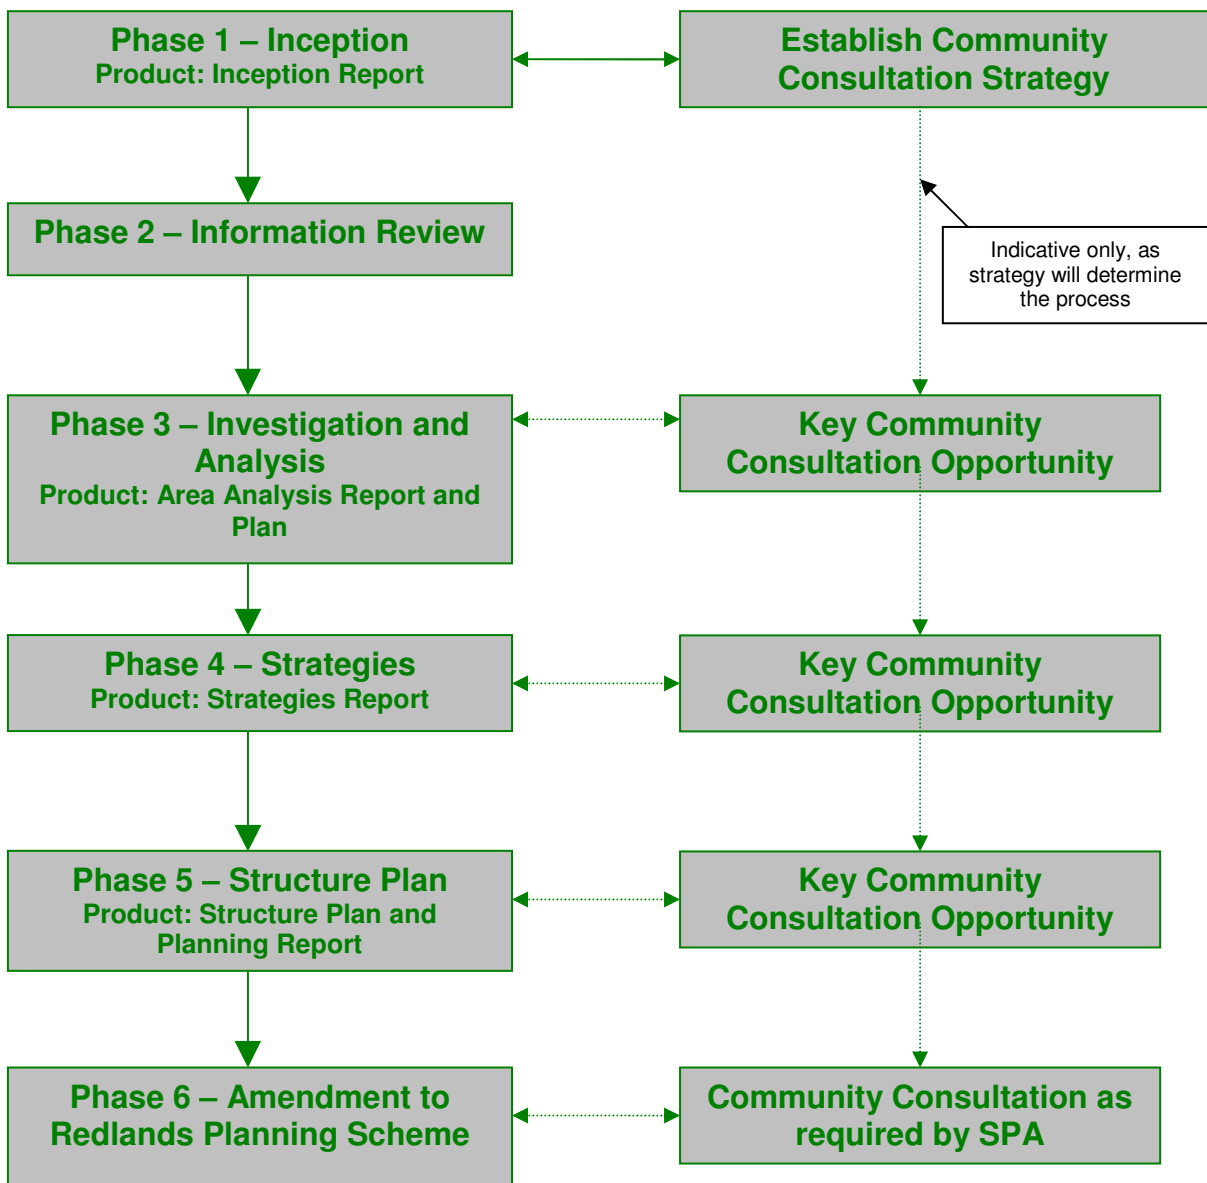 Phase 1 – Inception
Product: Inception Report
Establish Community
Consultation Strategy
Phase 2 – Information Review
Indicative only, as
strategy will determine
the process
Phase 3 – Investigation and
Analysis
Product: Area Analysis Report and
Plan
Key Community
Consultation Opportunity
Phase 4 – Strategies
Product: Strategies Report
Key Community
Consultation Opportunity
Phase 5 – Structure Plan
Product: Structure Plan and
Planning Report
Key Community
Consultation Opportunity
Phase 6 – Amendment to
Redlands Planning Scheme
Community Consultation as
required by SPA